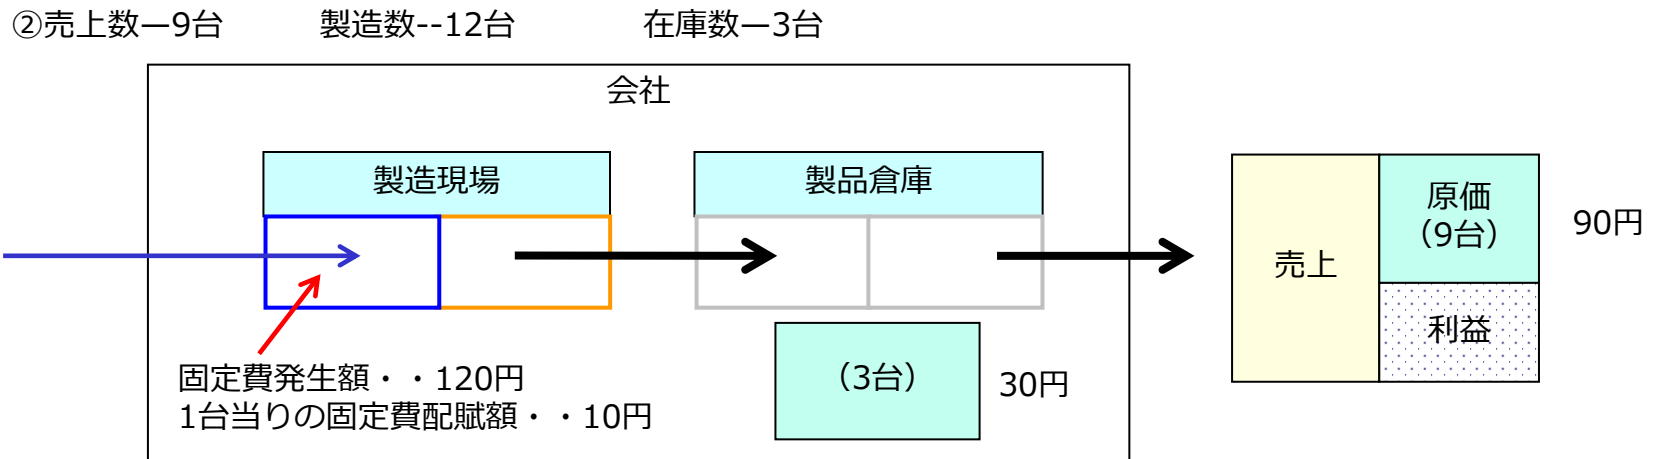 ②売上数―9台 製造数--12台 在庫数―3台
会社
製造現場
製品倉庫
原価
（9台）
90円
売上
利益
固定費発生額・・120円
1台当りの固定費配賦額・・10円
（3台）
30円